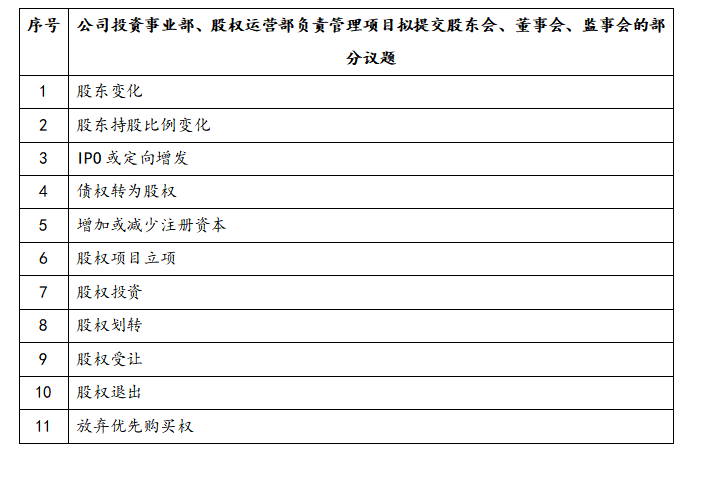 序号 公司投资事业部、股权运营部负责管理项目拟提交股东会、董事会、监事会的部
分议题
1 股东变化
2 股东持股比例变化
3 IPO或定向增发
4 债权转为股权
5 增加或减少注册资本
6 股权项目立项
7 股权投资
8 股权划转
9 股权受让
10 股权退出
11 放弃优先购买权